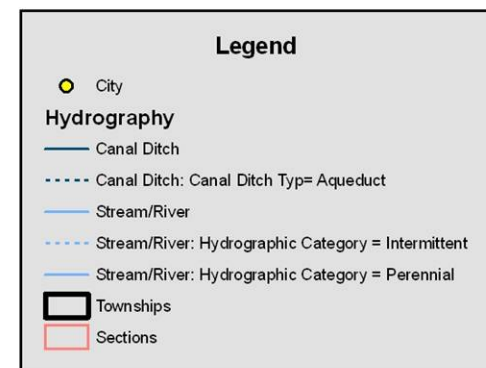 Legend
City
Hydrography
Canal Ditch
Canal Ditch: Canal Ditch Typ= Aqueduct
Stream/River
Stream/River: Hydrographic Category = Intermittent
Stream/River: Hydrographic Category = Perennial
Townships
Sections